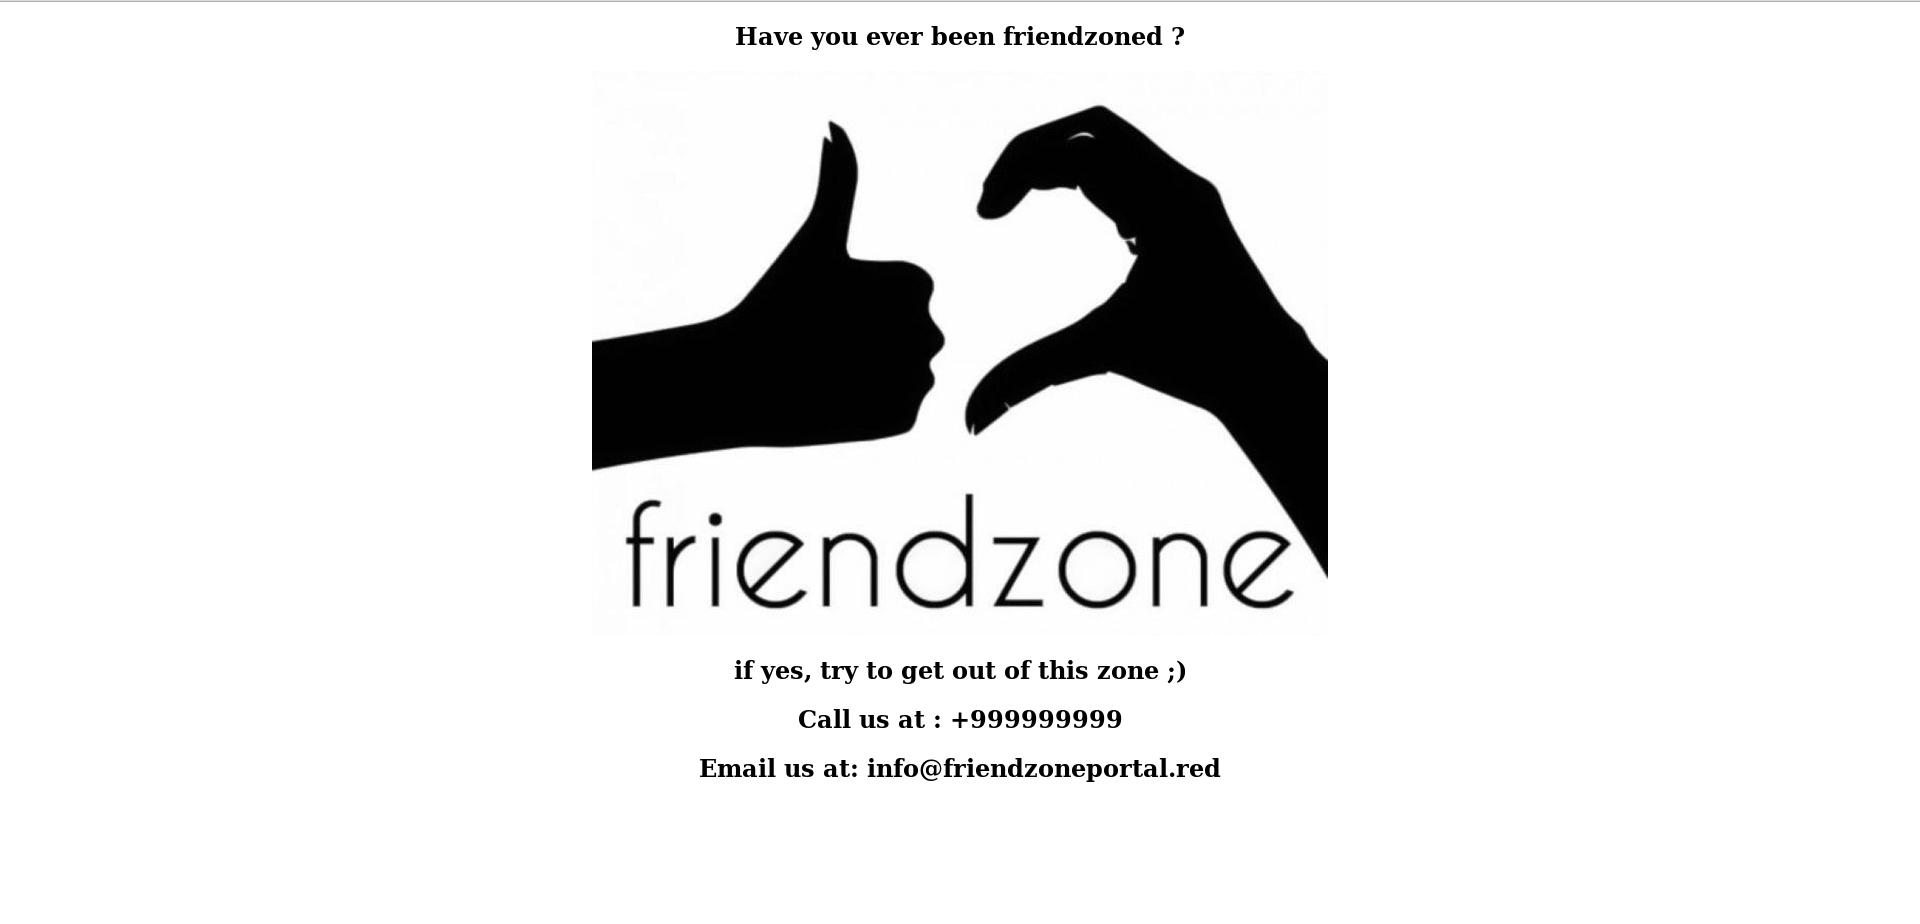 Have you ever been friendzoned ?
friendzone
if yes, try to get out of this zone ;)
Call us at : +999999999
Email us at: info@friendzoneportal.red